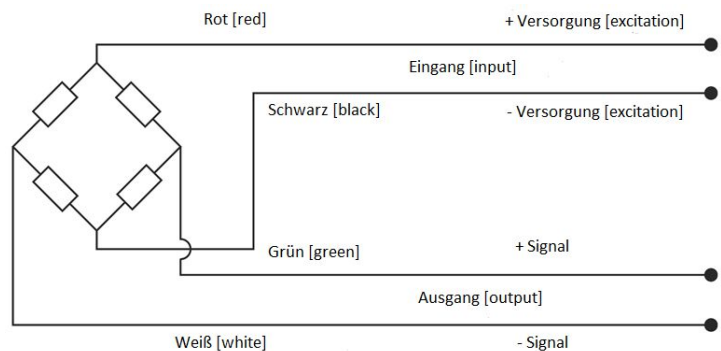 Rot [red]
+ Versorgung [excitation]
Eingang [input]
Schwarz [black]
- Versorgung [excitation]
Grün [green]
+ Signal
Ausgang [output]
Weiß [white]
- Signal